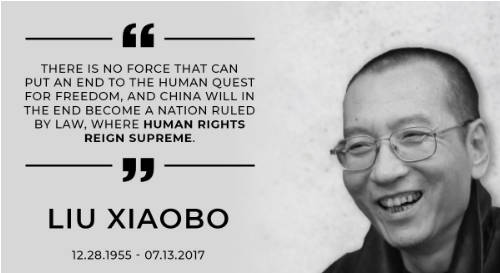 “
THERE IS NO FORCE THAT CAN
PUT AN END TO THE HUMAN QUEST
FOR FREEDOM, AND CHINA WILL IN
THE END BECOME A NATION RULED
BY LAW, WHERE HUMAN RIGHTS
REIGN SUPREME.
”
LIU XIAOBO
12.28.1955 - 07.13.2017